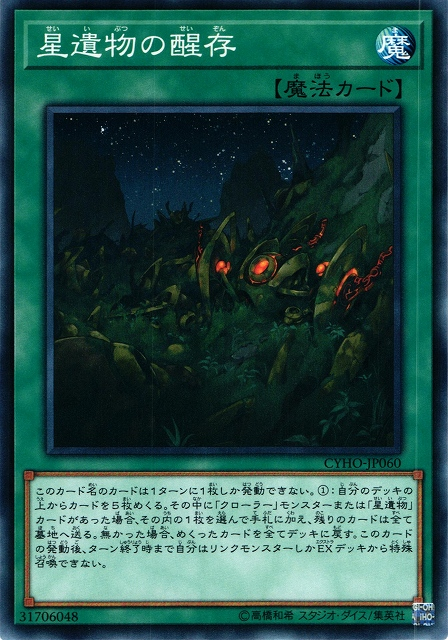 星遺物の醒存
魔
【魔法カード】
CYHO-JP060
このカード名のカードは1ターンに1枚しか発動できない。①:自分のデッキの
上からカードを5枚めくる。その中に「クローラー」モンスターまたは「星遺物」
カードがあった場合、その内の1枚を選んで手札に加え、残りのカードは全て
墓地へ送る。無かった場合、めくったカードを全てデッキに戻す。このカード
の発動後、ターン終了時まで自分はリンクモンスターしかEXデッキから特殊
召喚できない。
31706048
©高橋和希 スタジオ・ダイス/集英社